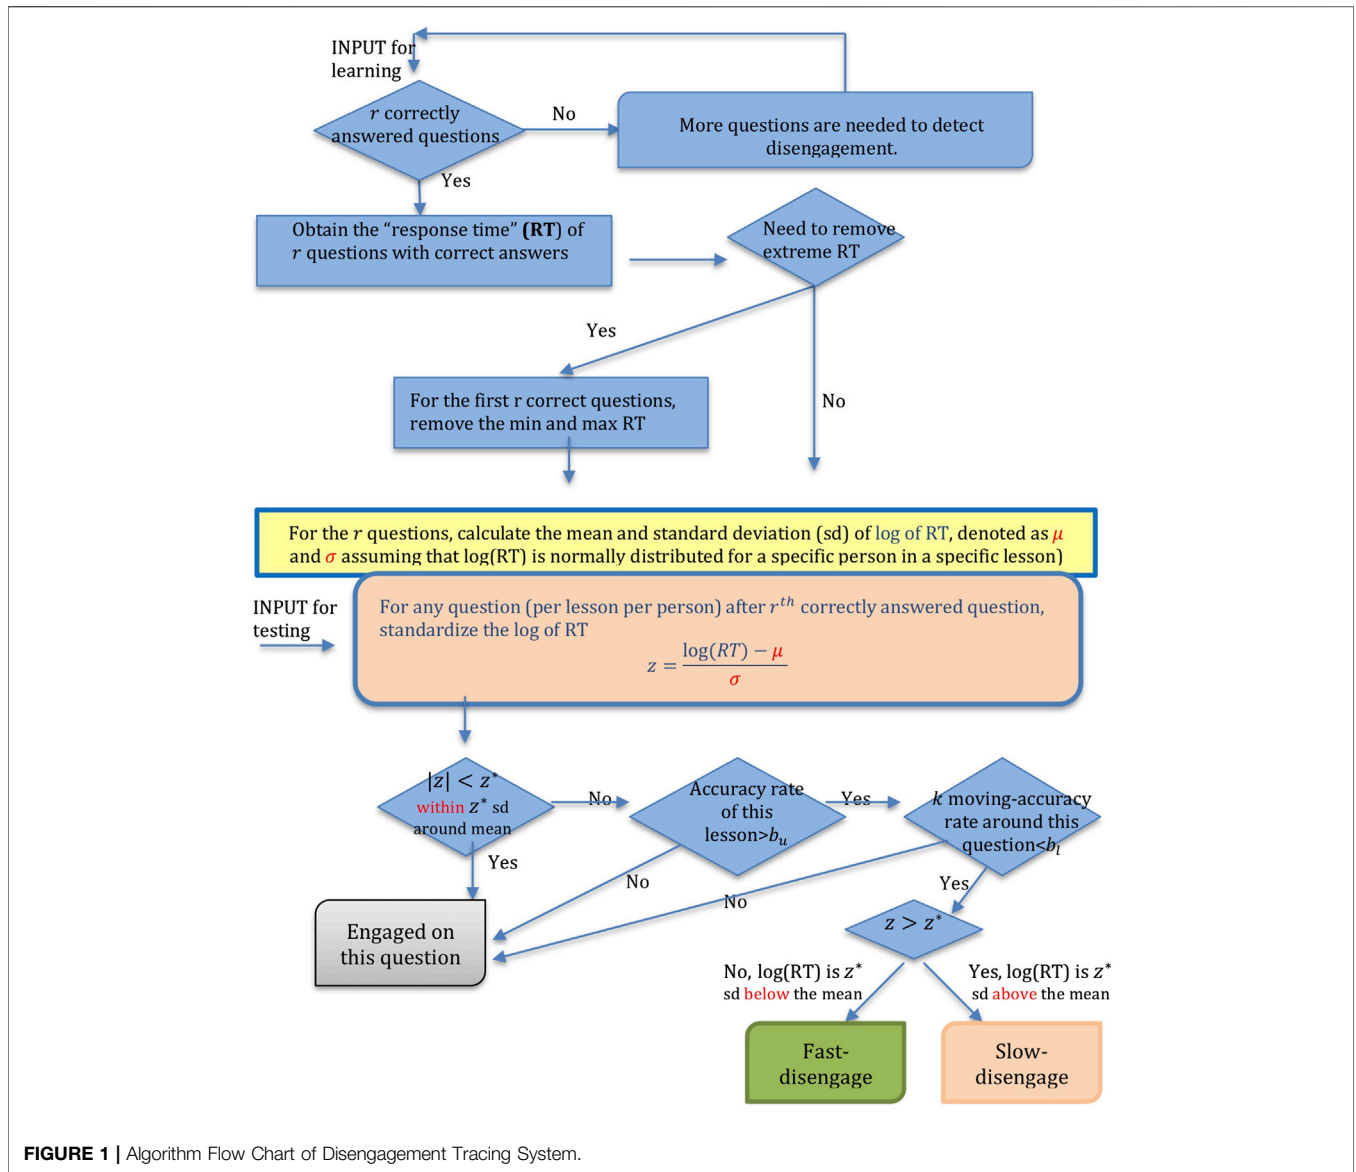 INPUT for
learning
r correctly
answered questions
No
More questions are needed to detect
disengagement.
Yes
Obtain the “response time” (RT) of
r questions with correct answers
Need to remove
extreme RT
Yes
No
For the first r correct questions,
remove the min and max RT
For the r questions, calculate the mean and standard deviation (sd) of log of RT, denoted as μ
and σ assuming that log(RT) is normally distributed for a specific person in a specific lesson)
INPUT for
testing
For any question (per lesson per person) after r^{th} correctly answered question,
standardize the log of RT
z = \frac{log(RT) − μ}{σ}
|z| < z*
within z* sd
around mean
No
Accuracy rate
of this
lesson>b_u
Yes
k moving-accuracy
rate around this
question<b_l
Yes
No
No
Yes
Engaged on
this question
z > z*
No, log(RT) is z*
sd below the mean
Yes, log(RT) is z*
sd above the mean
Fast-
disengage
Slow-
disengage
FIGURE 1 | Algorithm Flow Chart of Disengagement Tracing System.